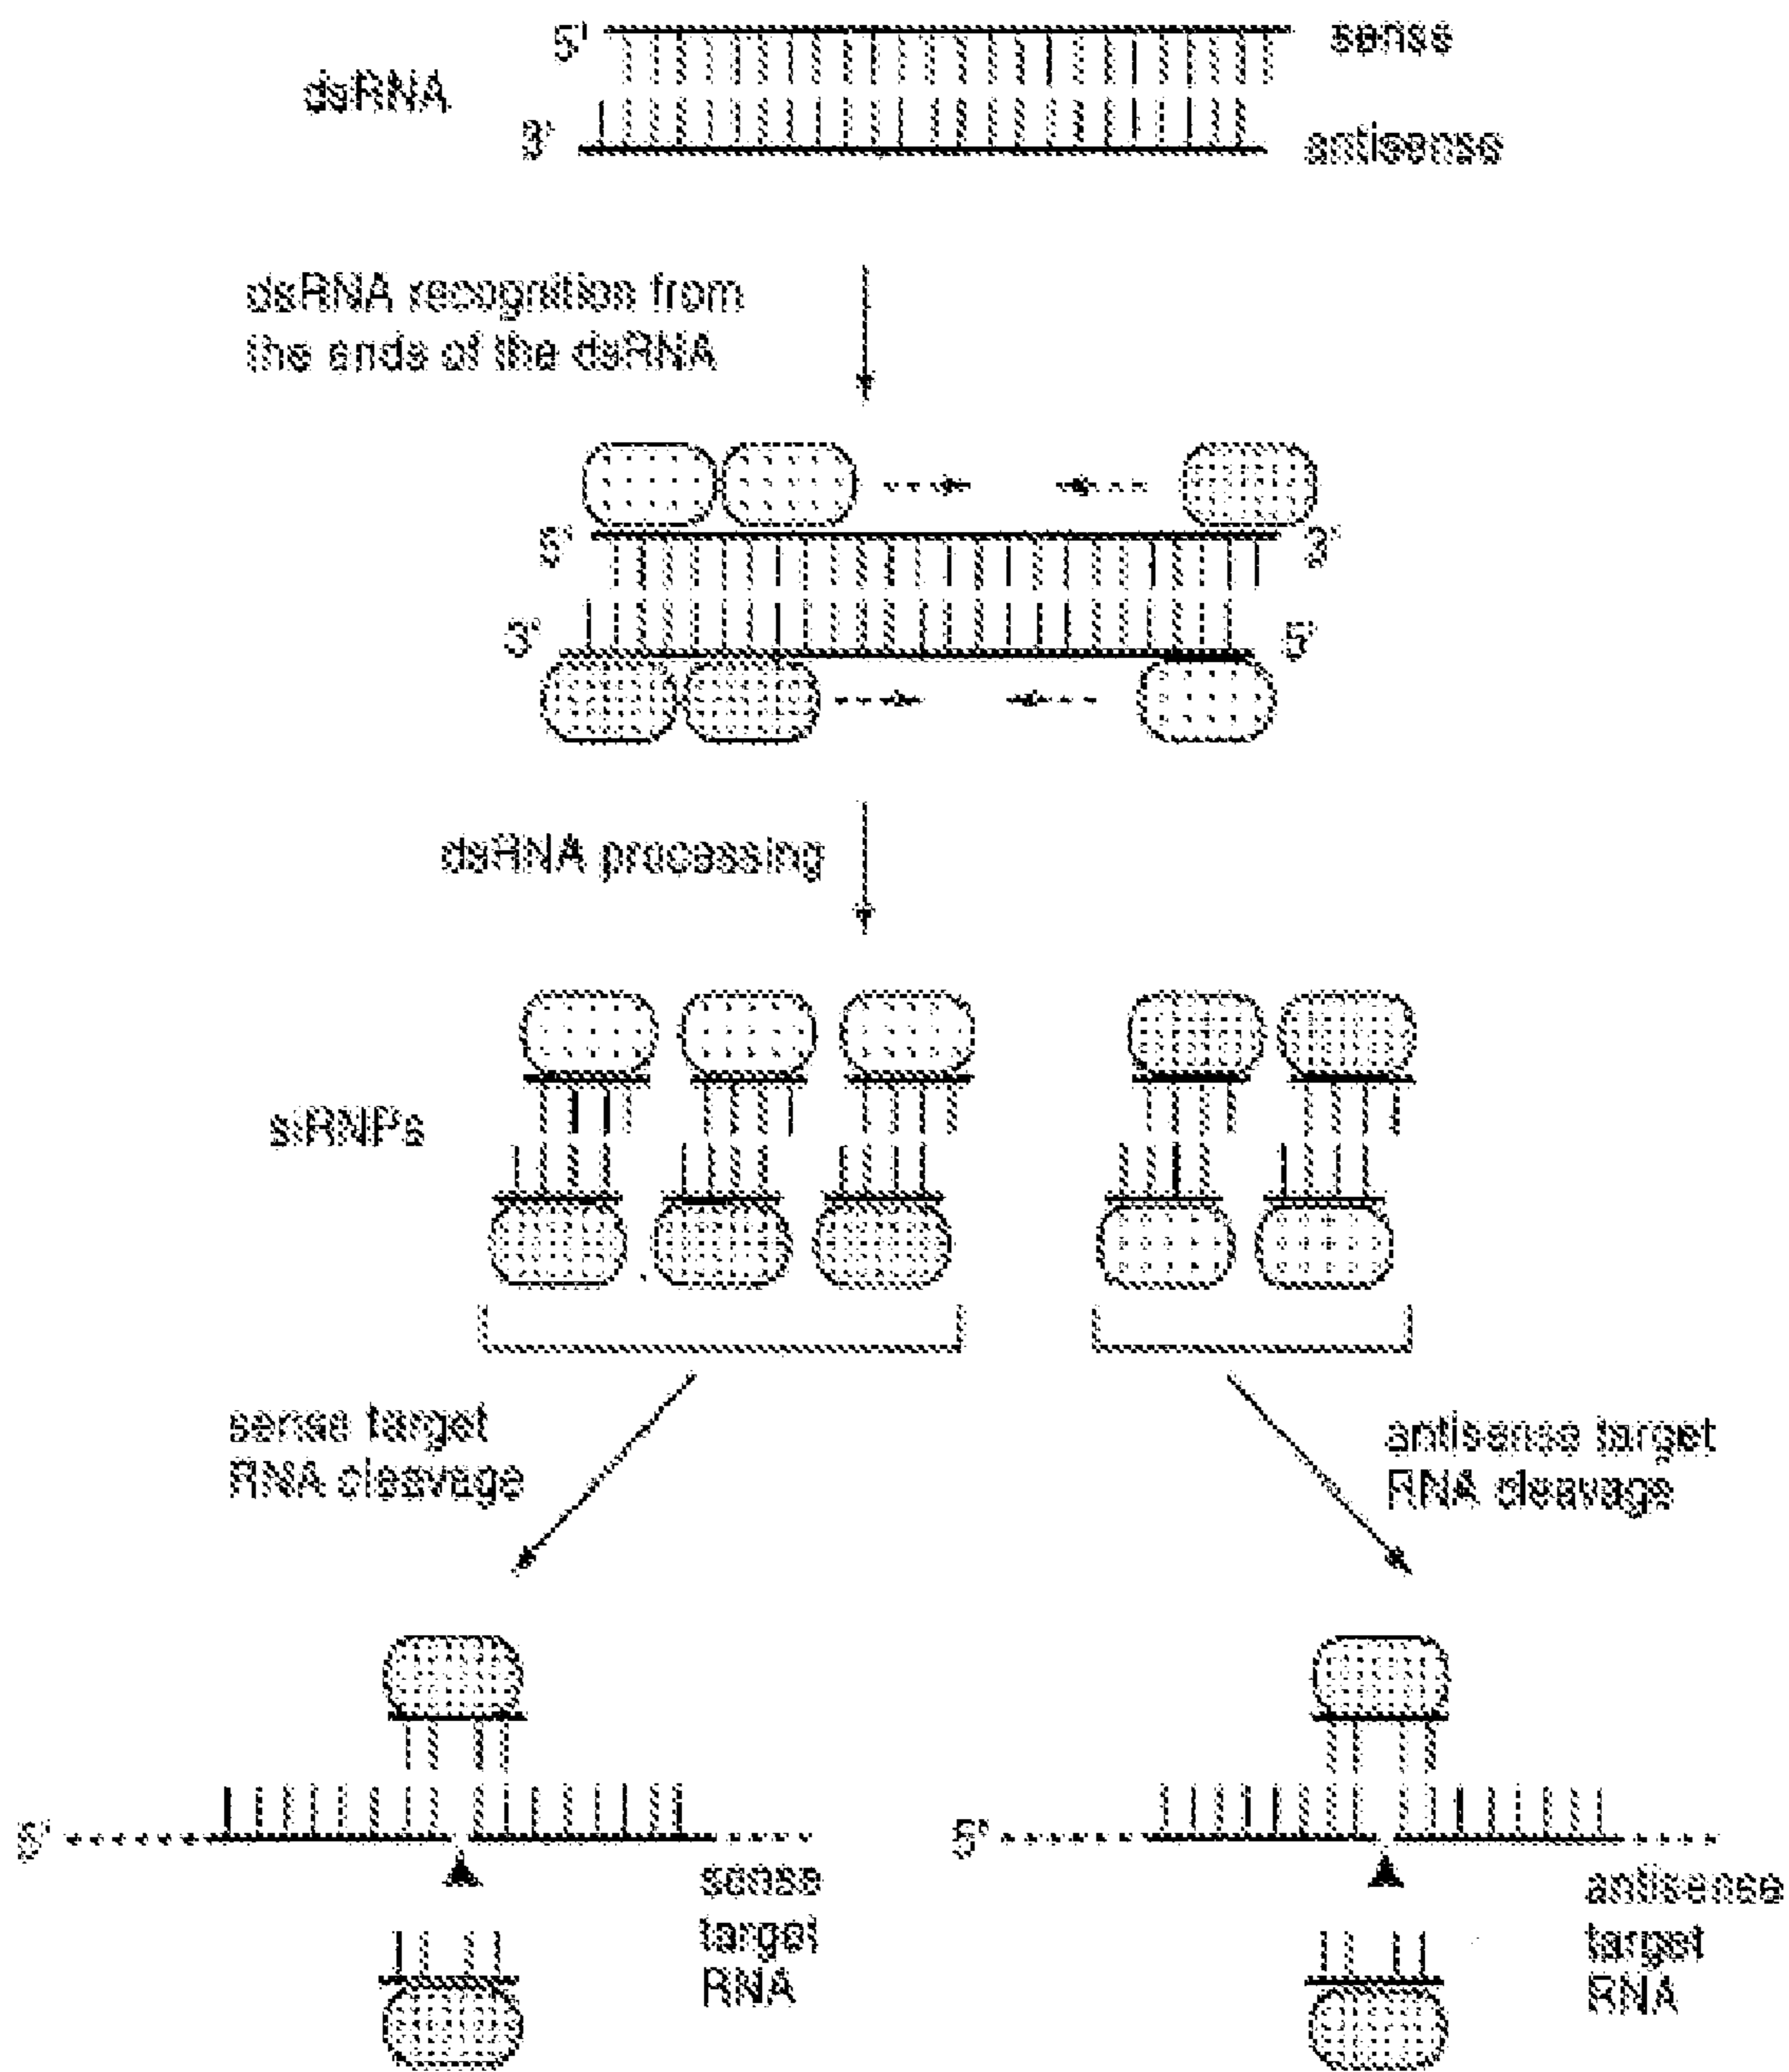 5' sense
dsRNA
3' antisense
dsRNA recognition from
the ends of the dsRNA
5' 3'
3' 5'
dsRNA processing
siRNPs
sense target
RNA cleavage
antisense target
RNA cleavage
5'
sense
target
RNA
5'
antisense
target
RNA